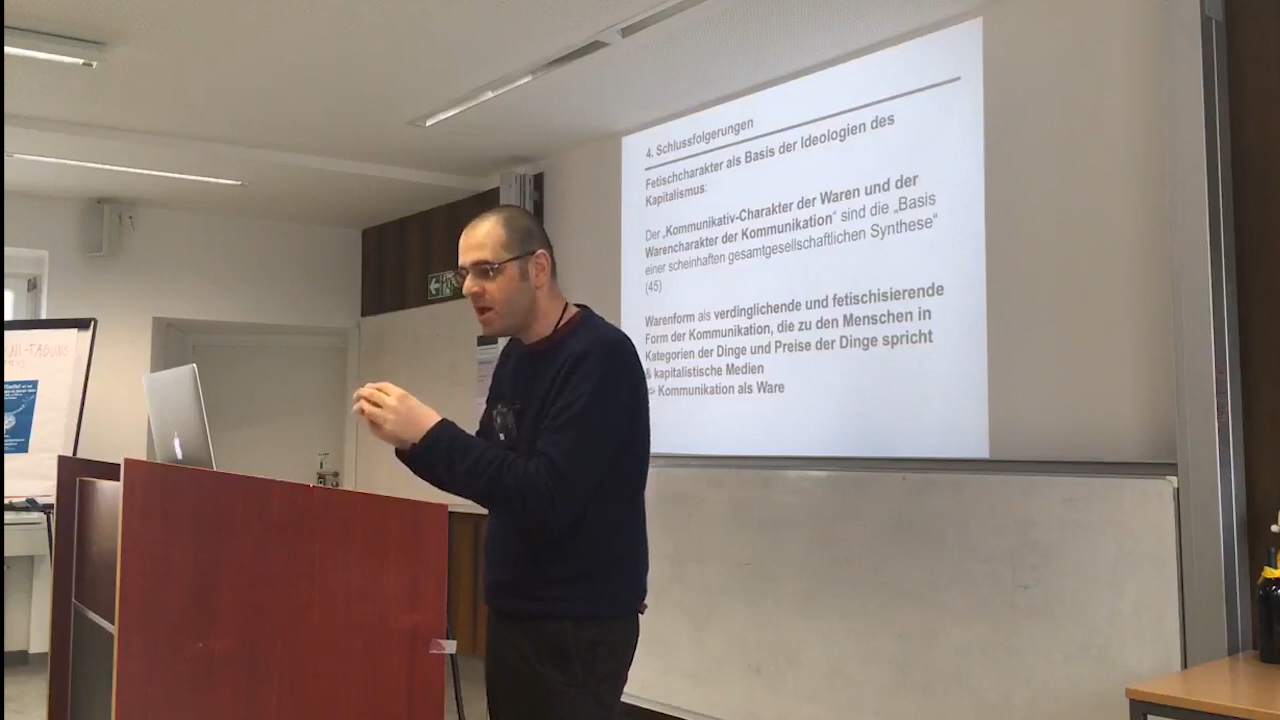 4. Schlussfolgerungen
Fetischcharakter als Basis der Ideologien des
Kapitalismus:
Der „Kommunikativ-Charakter der Waren und der
Warencharakter der Kommunikation“ sind die „Basis
einer scheinhaften gesamtgesellschaftlichen Synthese“
(45)
Warenform als verdinglichende und fetischisierende
Form der Kommunikation, die zu den Menschen in
Kategorien der Dinge und Preise der Dinge spricht
& kapitalistische Medien
=> Kommunikation als Ware
-TAGUNG